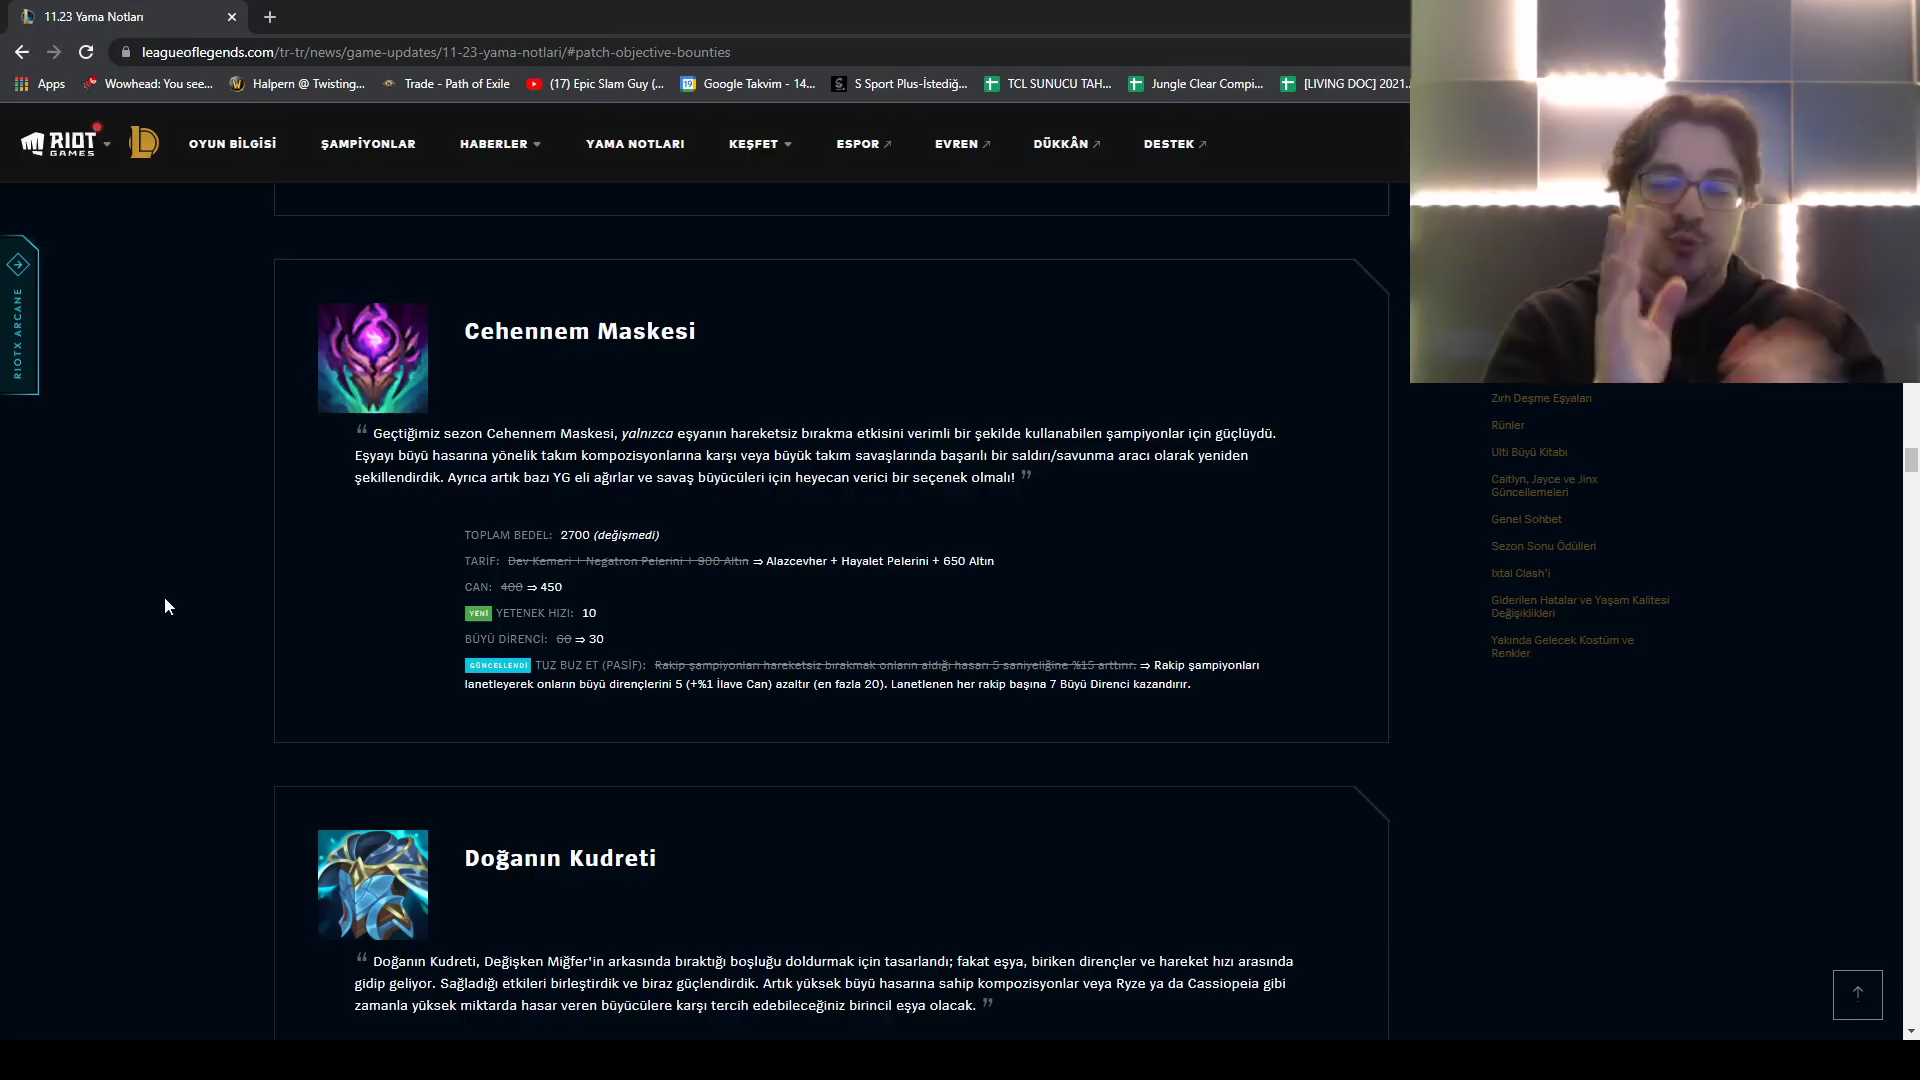 11.23 Yama Notları
leagueoflegends.com/tr-tr/news/game-updates/11-23-yama-notlari/#patch-objective-bounties
Apps Wowhead: You see... Halpern @ Twisting... Trade - Path of Exile (17) Epic Slam Guy (... 19 Google Takvim - 14... S Sport Plus-İstediğ... TCL SUNUCU TAH... Jungle Clear Compi... [LIVING DOC] 2021...
RIOT GAMES OYUN BİLGİSİ ŞAMPİYONLAR HABERLER YAMA NOTLARI KEŞFET ESPOR EVREN DÜKKÂN DESTEK
RIOTX ARCANE
Cehennem Maskesi
“ Geçtiğimiz sezon Cehennem Maskesi, yalnızca eşyanın hareketsiz bırakma etkisini verimli bir şekilde kullanabilen şampiyonlar için güçlüydü.
Eşyayı büyü hasarına yönelik takım kompozisyonlarına karşı veya büyük takım savaşlarında başarılı bir saldırı/savunma aracı olarak yeniden
şekillendirdik. Ayrıca artık bazı YG eli ağırlar ve savaş büyücüleri için heyecan verici bir seçenek olmalı! ”
TOPLAM BEDEL: 2700 (değişmedi)
TARİF: Dev Kemeri + Negatron Pelerini + 900 Altın ⇒ Alazcevher + Hayalet Pelerini + 650 Altın
CAN: 400 ⇒ 450
YENİ YETENEK HIZI: 10
BÜYÜ DİRENCİ: 60 ⇒ 30
GÜNCELLENDİ TUZ BUZ ET (PASİF): Rakip şampiyonları hareketsiz bırakmak onların aldığı hasarı 5 saniyeliğine %15 arttırır. ⇒ Rakip şampiyonları
lanetleyerek onların büyü dirençlerini 5 (+%1 İlave Can) azaltır (en fazla 20). Lanetlenen her rakip başına 7 Büyü Direnci kazandırır.
Doğanın Kudreti
“ Doğanın Kudreti, Değişken Miğfer'in arkasında bıraktığı boşluğu doldurmak için tasarlandı; fakat eşya, biriken dirençler ve hareket hızı arasında
gidip geliyor. Sağladığı etkileri birleştirdik ve biraz güçlendirdik. Artık yüksek büyü hasarına sahip kompozisyonlar veya Ryze ya da Cassiopeia gibi
zamanla yüksek miktarda hasar veren büyücülere karşı tercih edebileceğiniz birincil eşya olacak. ”
Zırh Deşme Eşyaları
Rünler
Ulti Büyü Kitabı
Caitlyn, Jayce ve Jinx
Güncellemeleri
Genel Sohbet
Sezon Sonu Ödülleri
Ixtal Clash'i
Giderilen Hatalar ve Yaşam Kalitesi
Değişiklikleri
Yakında Gelecek Kostüm ve
Renkler